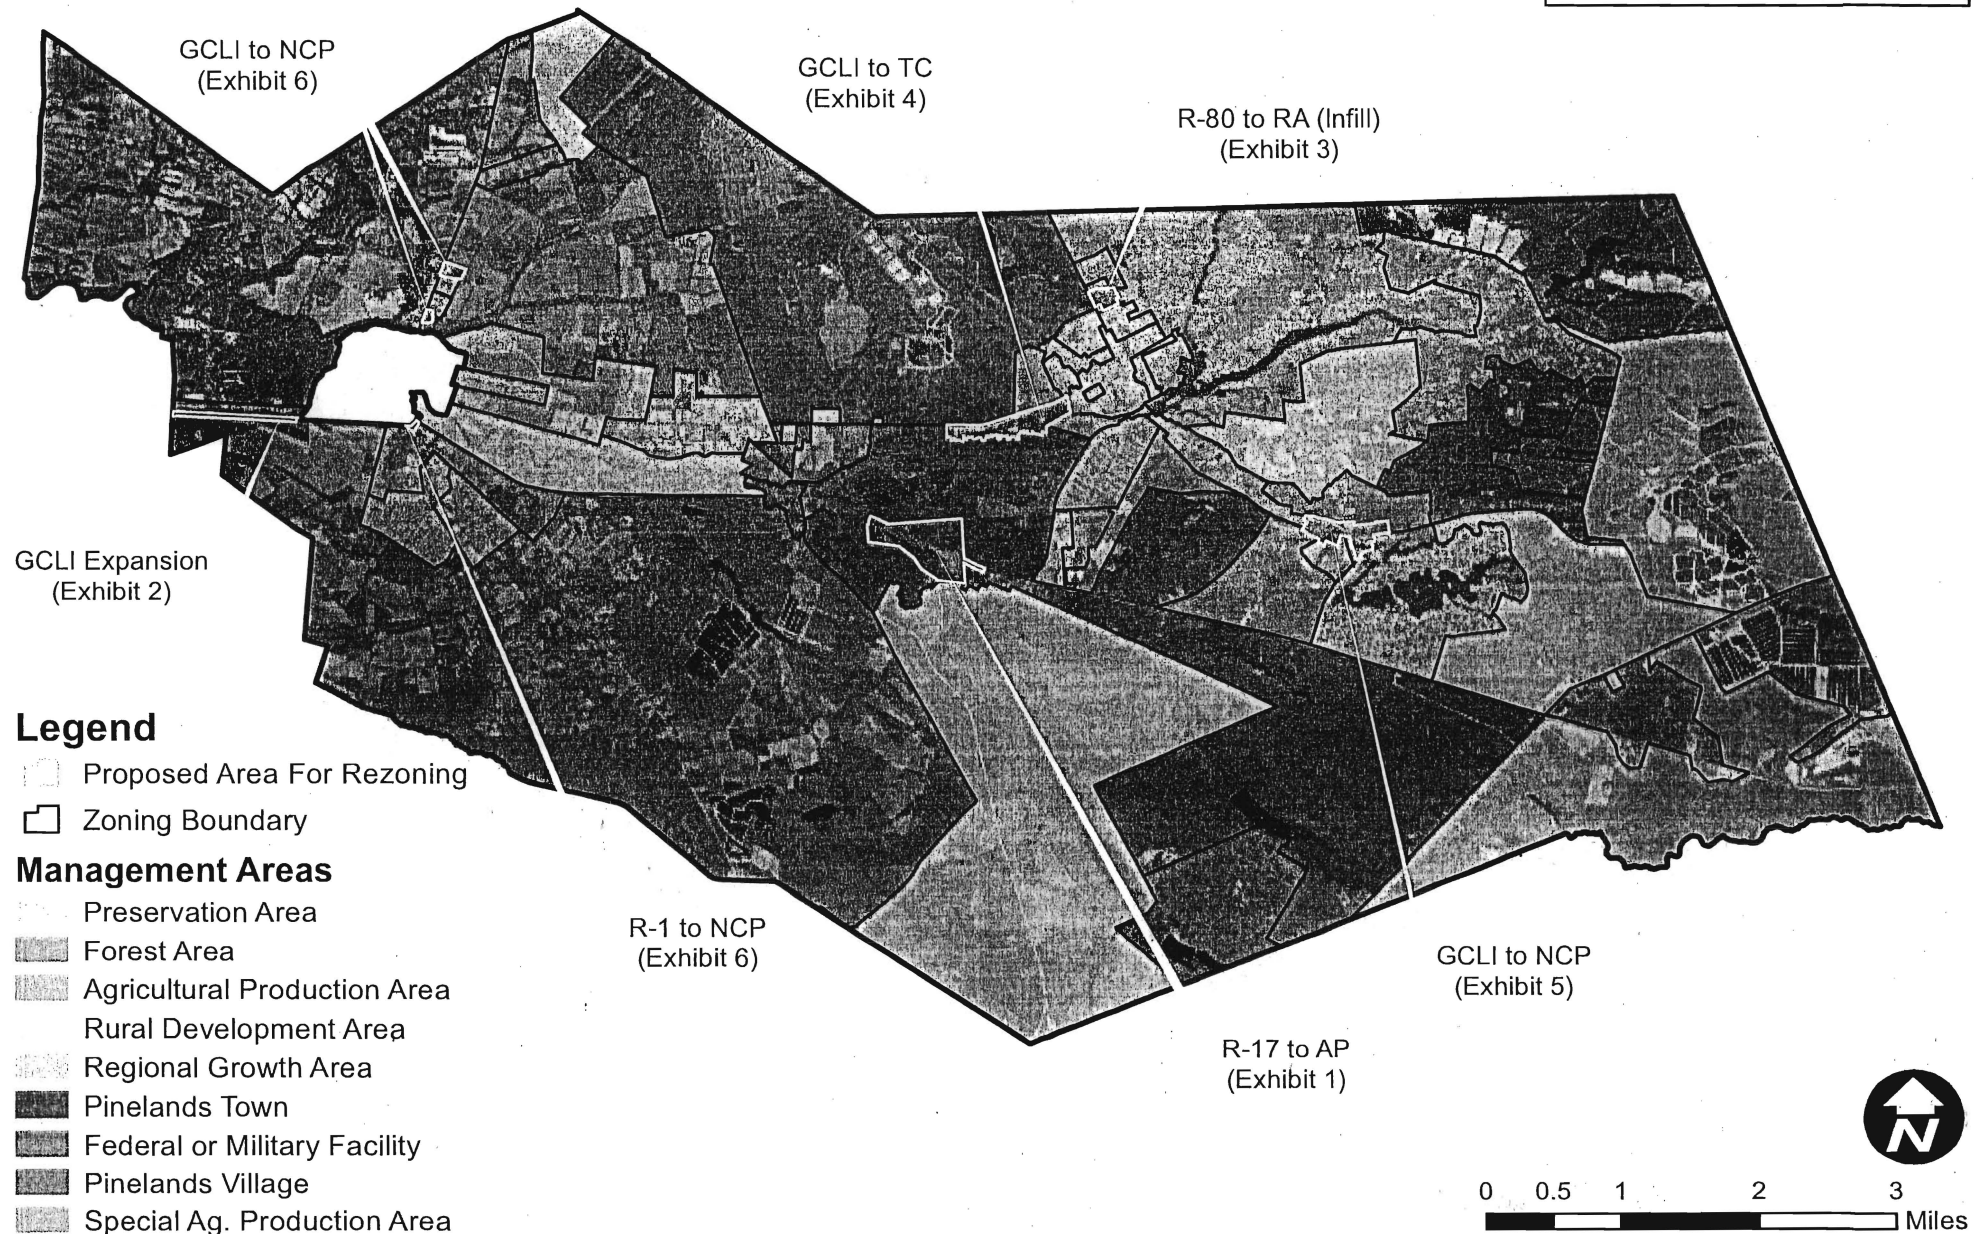 GCLI to NCP
(Exhibit 6)
GCLI to TC
(Exhibit 4)
R-80 to RA (Infill)
(Exhibit 3)
GCLI Expansion
(Exhibit 2)
Legend
Proposed Area For Rezoning
Zoning Boundary
Management Areas
Preservation Area
Forest Area
Agricultural Production Area
Rural Development Area
Regional Growth Area
Pinelands Town
Federal or Military Facility
Pinelands Village
Special Ag. Production Area
R-1 to NCP
(Exhibit 6)
GCLI to NCP
(Exhibit 5)
R-17 to AP
(Exhibit 1)
N
0 0.5 1 2 3
Miles